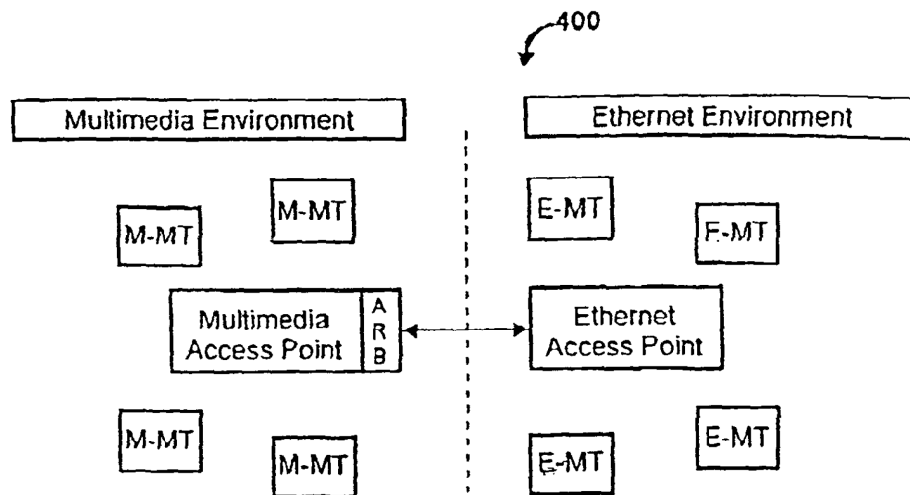 400
Multimedia Environment
Ethernet Environment
M-MT
M-MT
E-MT
E-MT
Multimedia
Access Point
A
R
B
Ethernet
Access Point
M-MT
M-MT
E-MT
E-MT